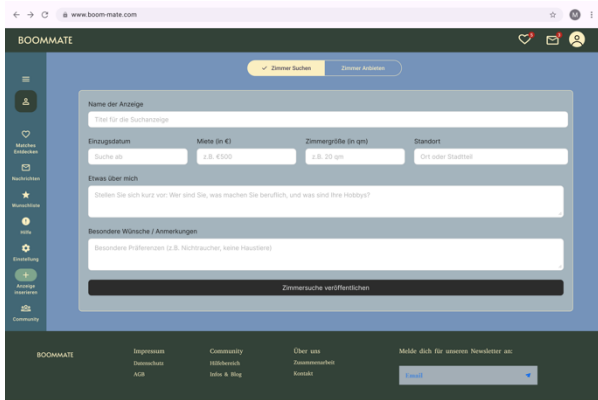 www.boom-mate.com
M
BOOMMATE
Zimmer Suchen
Zimmer Anbieten
Name der Anzeige
Titel für die Suchanzeige
Einzugsdatum
Miete (in €)
Zimmergröße (in qm)
Standort
Suche ab
z.B. €500
z.B. 20 qm
Ort oder Stadtteil
Etwas über mich
Stellen Sie sich kurz vor: Wer sind Sie, was machen Sie beruflich, und was sind Ihre Hobbys?
Besondere Wünsche / Anmerkungen
Besondere Präferenzen (z.B. Nichtraucher, keine Haustiere)
Zimmersuche veröffentlichen
Matches
Entdecken
Nachrichten
Wunschliste
Hilfe
Einstellung
Anzeige
inserieren
Community
BOOMMATE
Impressum
Datenschutz
AGB
Community
Hilfebereich
Infos & Blog
Über uns
Zusammenarbeit
Kontakt
Melde dich für unseren Newsletter an:
Email